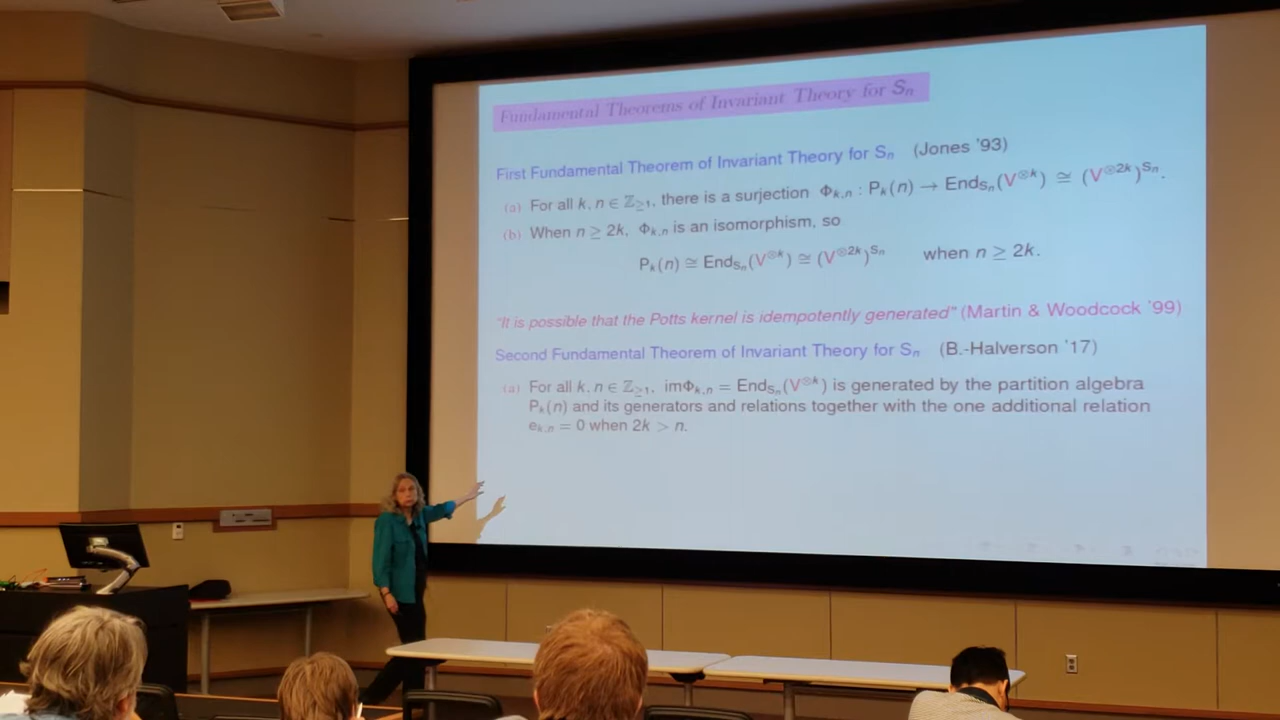 Fundamental Theorems of Invariant Theory for Sₙ
First Fundamental Theorem of Invariant Theory for Sₙ (Jones '93)
(a) For all k, n ∈ ℤ≥1, there is a surjection Φk,n : Pk(n) → EndSn(V⊗k) ≅ (V⊗2k)Sn.
(b) When n ≥ 2k, Φk,n is an isomorphism, so
Pk(n) ≅ EndSn(V⊗k) ≅ (V⊗2k)Sn when n ≥ 2k.
"It is possible that the Potts kernel is idempotently generated" (Martin & Woodcock '99)
Second Fundamental Theorem of Invariant Theory for Sₙ (B.-Halverson '17)
(a) For all k, n ∈ ℤ≥1, imΦk,n = EndSn(V⊗k) is generated by the partition algebra
Pk(n) and its generators and relations together with the one additional relation
ek,n = 0 when 2k > n.